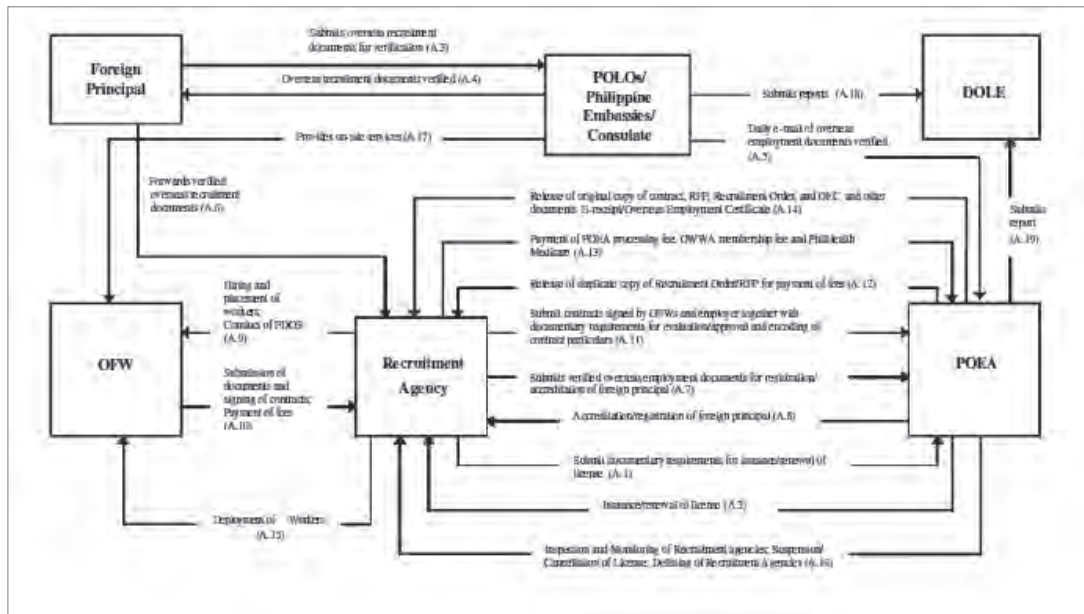 Submits overseas recruitment
documents for verification (A.3)
Foreign
Principal
Overseas recruitment documents verified (A.4)
POLOs/
Philippine
Embassies/
Consulate
Submits reports (A.18)
DOLE
Provides on-site services (A.17)
Daily e-mail of overseas
employment documents verified
(A.5)
Forwards verified
overseas recruitment
documents (A.6)
Release of original copy of contract, RFP, Recruitment Order, and OEC and other
documents E-receipt/Overseas Employment Certificate (A.14)
Submits
report
(A.19)
Payment of POEA processing fee, OWWA membership fee and PhilHealth
Medicare (A.13)
Release of duplicate copy of Recruitment Order/RFP for payment of fees (A.12)
Hiring and
placement of
workers;
Conduct of PDOS
(A.9)
Submit contracts signed by OFWs and employer together with
documentary requirements for evaluation/approval and encoding of
contract particulars (A.11)
OFW
Recruitment
Agency
POEA
Submission of
documents and
signing of contracts;
Payment of fees
(A.10)
Submits verified overseas employment documents for registration/
accreditation of foreign principal (A.7)
Accreditation/registration of foreign principal (A.8)
Submit documentary requirements for issuance/renewal of
license (A.1)
Issuance/renewal of license (A.2)
Deployment of Workers
(A.15)
Inspection and Monitoring of Recruitment agencies; Suspension/
Cancellation of License; Delisting of Recruitment Agencies (A.16)